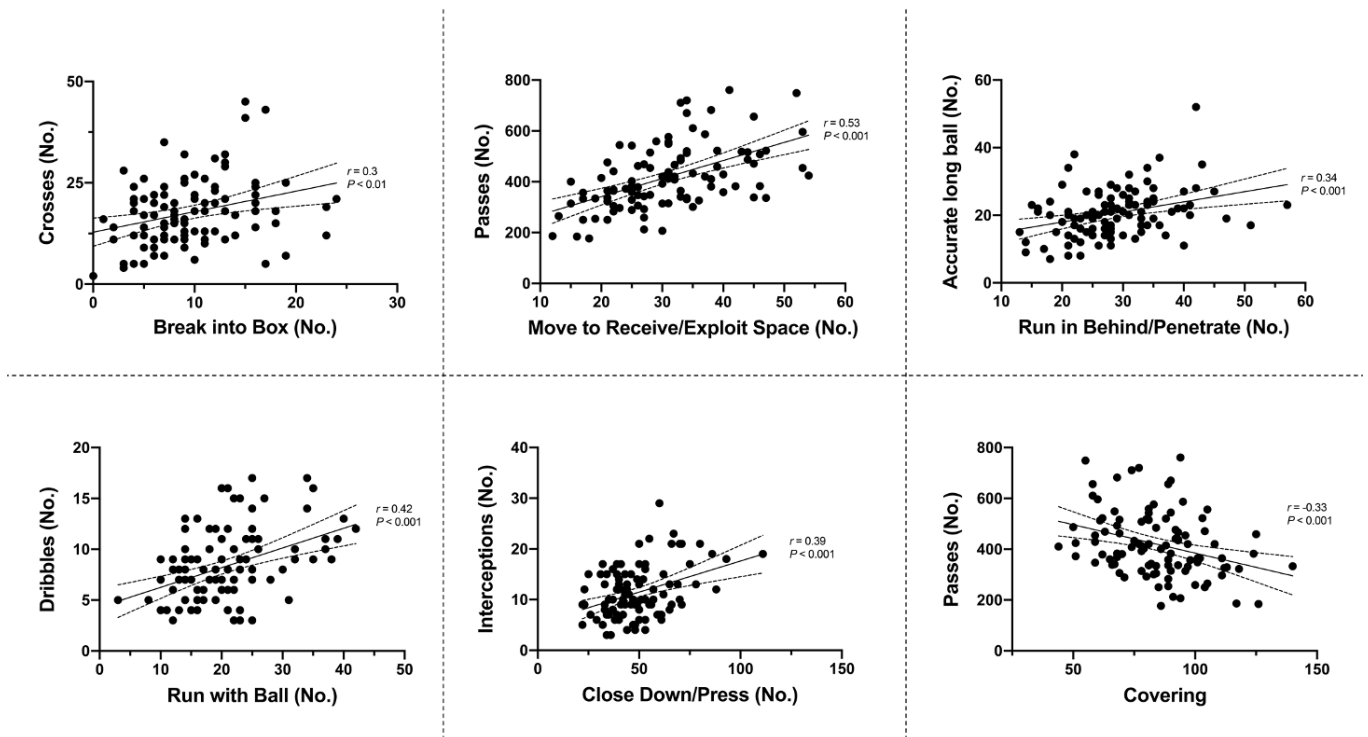 50
25
0
0
10
20
30
Crosses (No.)
Break into Box (No.)
r = 0.3
P < 0.01
800
600
400
200
0
10
20
30
40
50
60
Passes (No.)
Move to Receive/Exploit Space (No.)
r = 0.53
P < 0.001
60
40
20
0
10
20
30
40
50
60
Accurate long ball (No.)
Run in Behind/Penetrate (No.)
r = 0.34
P < 0.001
20
15
10
5
0
0
10
20
30
40
50
Dribbles (No.)
Run with Ball (No.)
r = 0.42
P < 0.001
40
30
20
10
0
0
50
100
150
Interceptions (No.)
Close Down/Press (No.)
r = 0.39
P < 0.001
800
600
400
200
0
50
100
150
Passes (No.)
Covering
r = -0.33
P < 0.001